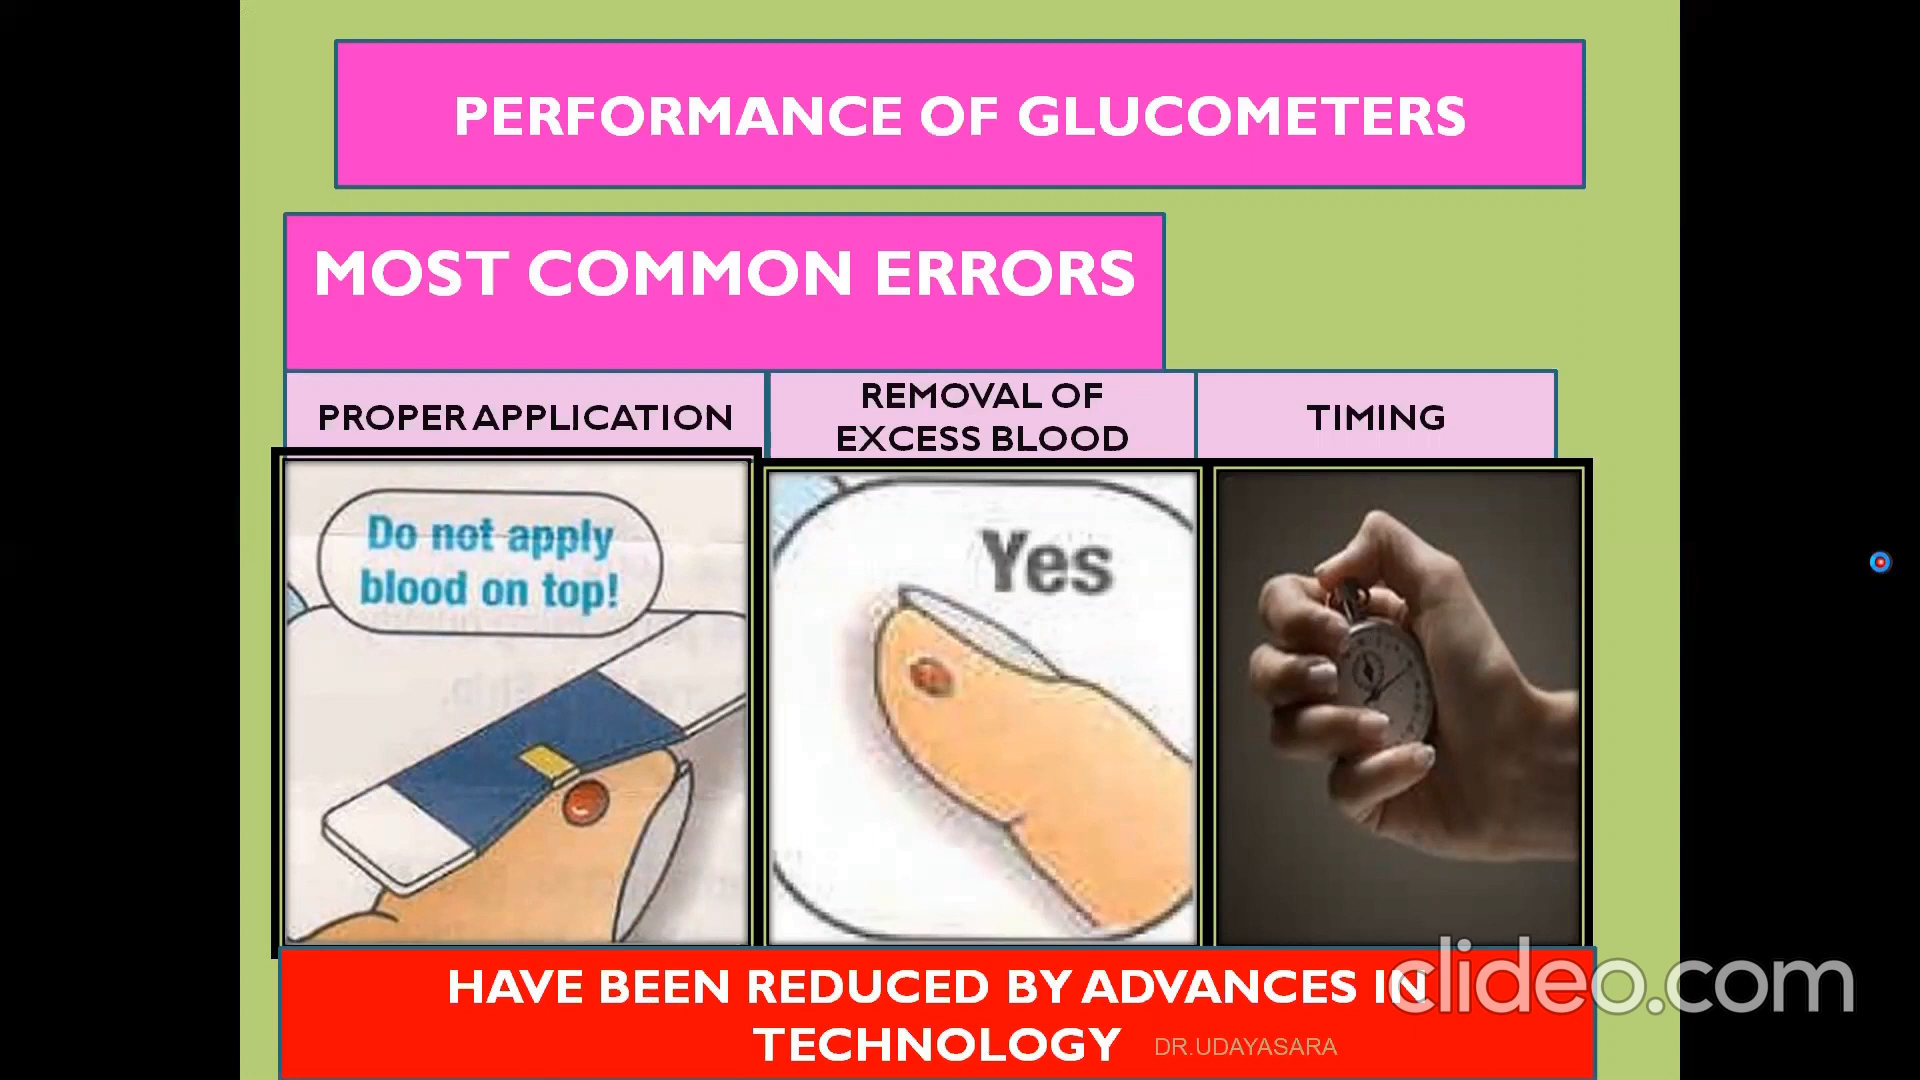 PERFORMANCE OF GLUCOMETERS
MOST COMMON ERRORS
PROPER APPLICATION
REMOVAL OF
EXCESS BLOOD
TIMING
Do not apply
blood on top!
Yes
HAVE BEEN REDUCED BY ADVANCES IN
TECHNOLOGY
DR.UDAYASARA
clideo.com